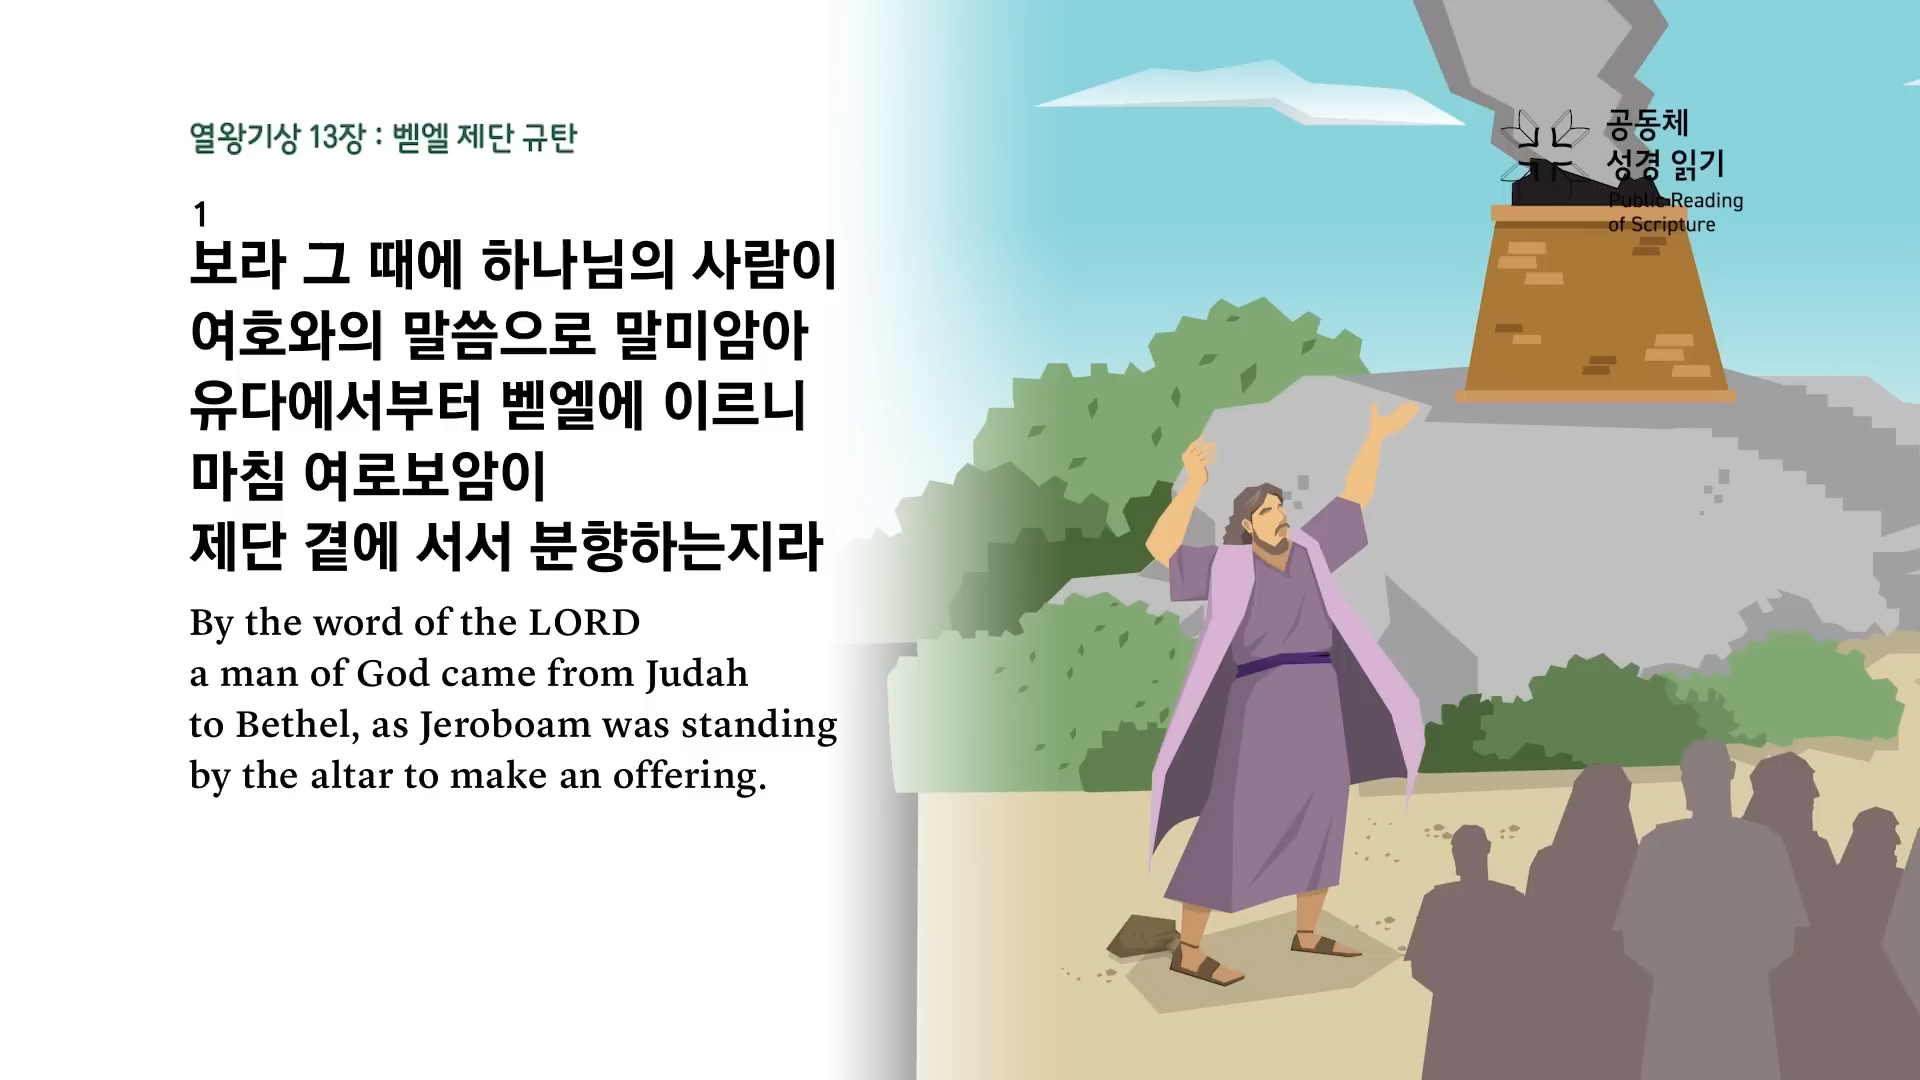 열왕기상 13장 : 벧엘 제단 규탄
1
보라 그 때에 하나님의 사람이
여호와의 말씀으로 말미암아
유다에서부터 벧엘에 이르니
마침 여로보암이
제단 곁에 서서 분향하는지라
By the word of the LORD
a man of God came from Judah
to Bethel, as Jeroboam was standing
by the altar to make an offering.
공동체
성경 읽기
Public Reading
of Scripture